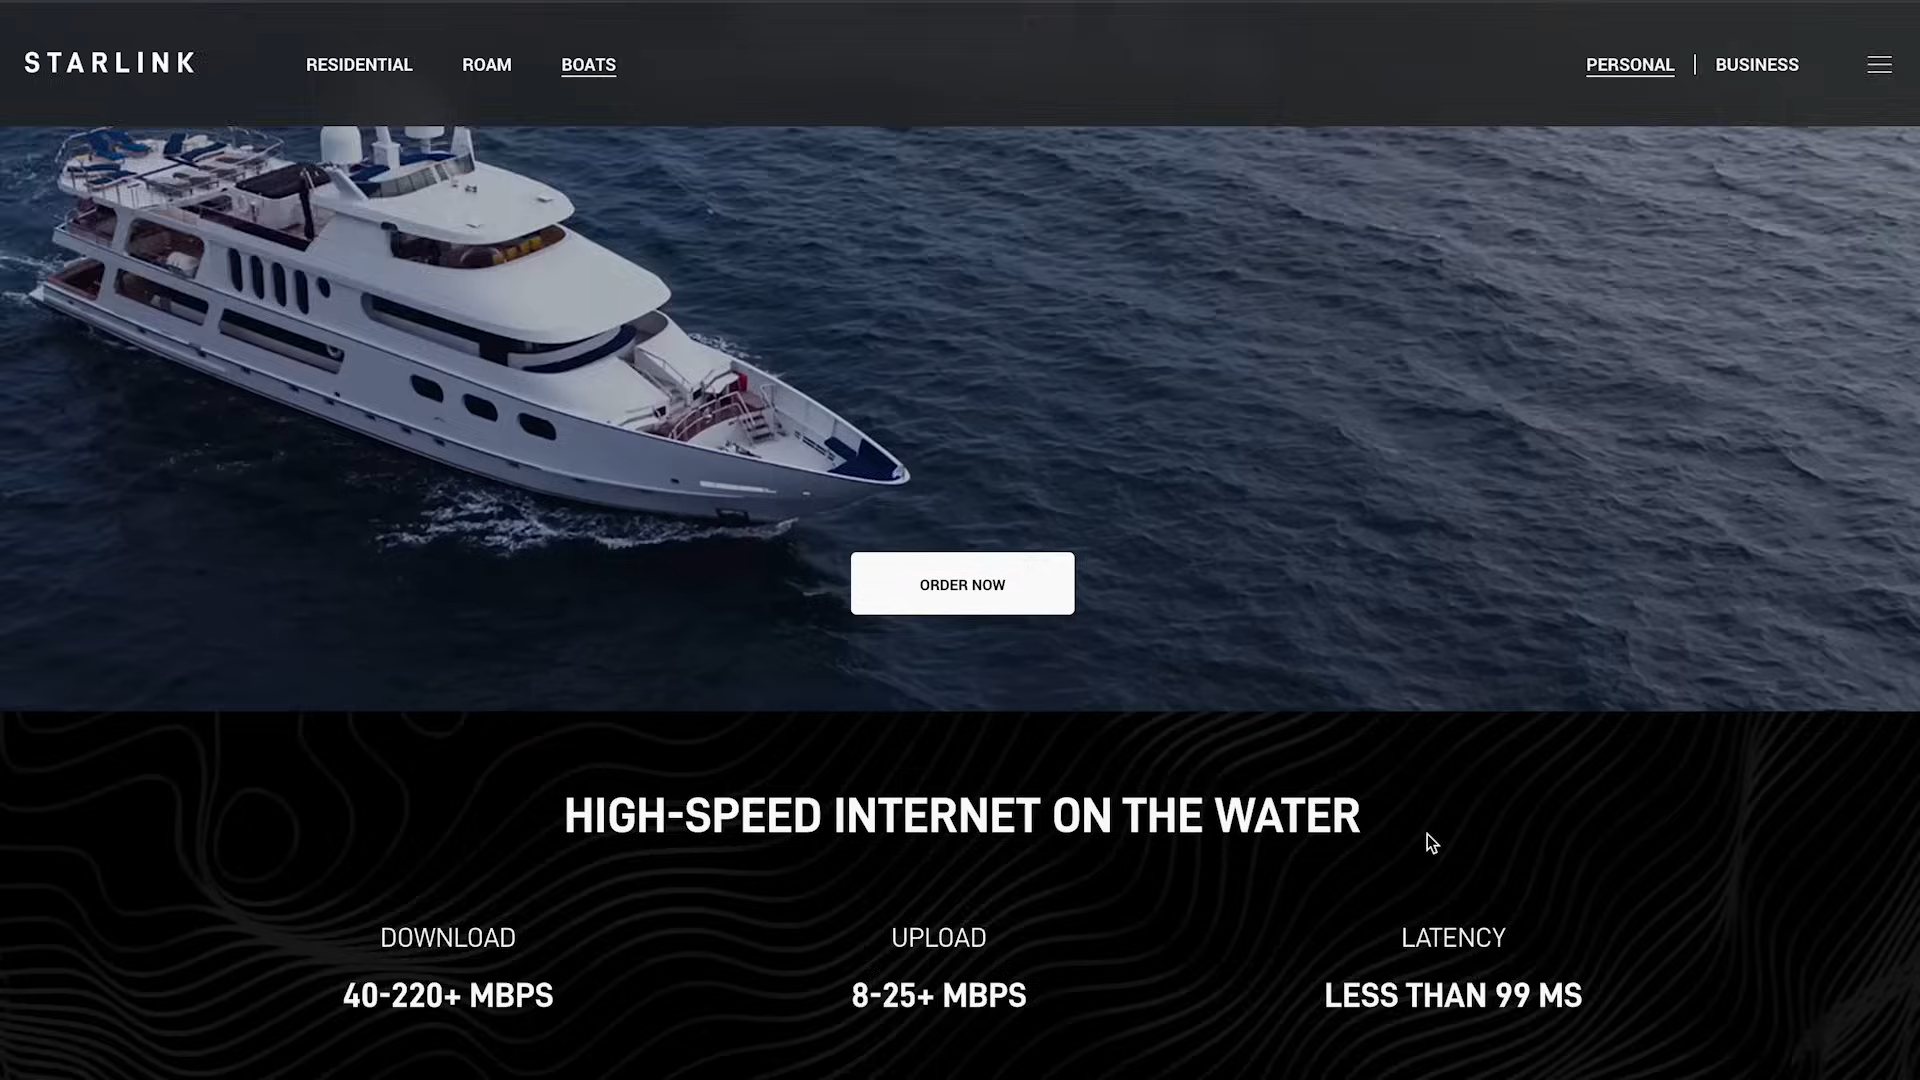 STARLINK
RESIDENTIAL ROAM BOATS PERSONAL | BUSINESS
ORDER NOW
HIGH-SPEED INTERNET ON THE WATER
DOWNLOAD UPLOAD LATENCY
40-220+ MBPS 8-25+ MBPS LESS THAN 99 MS